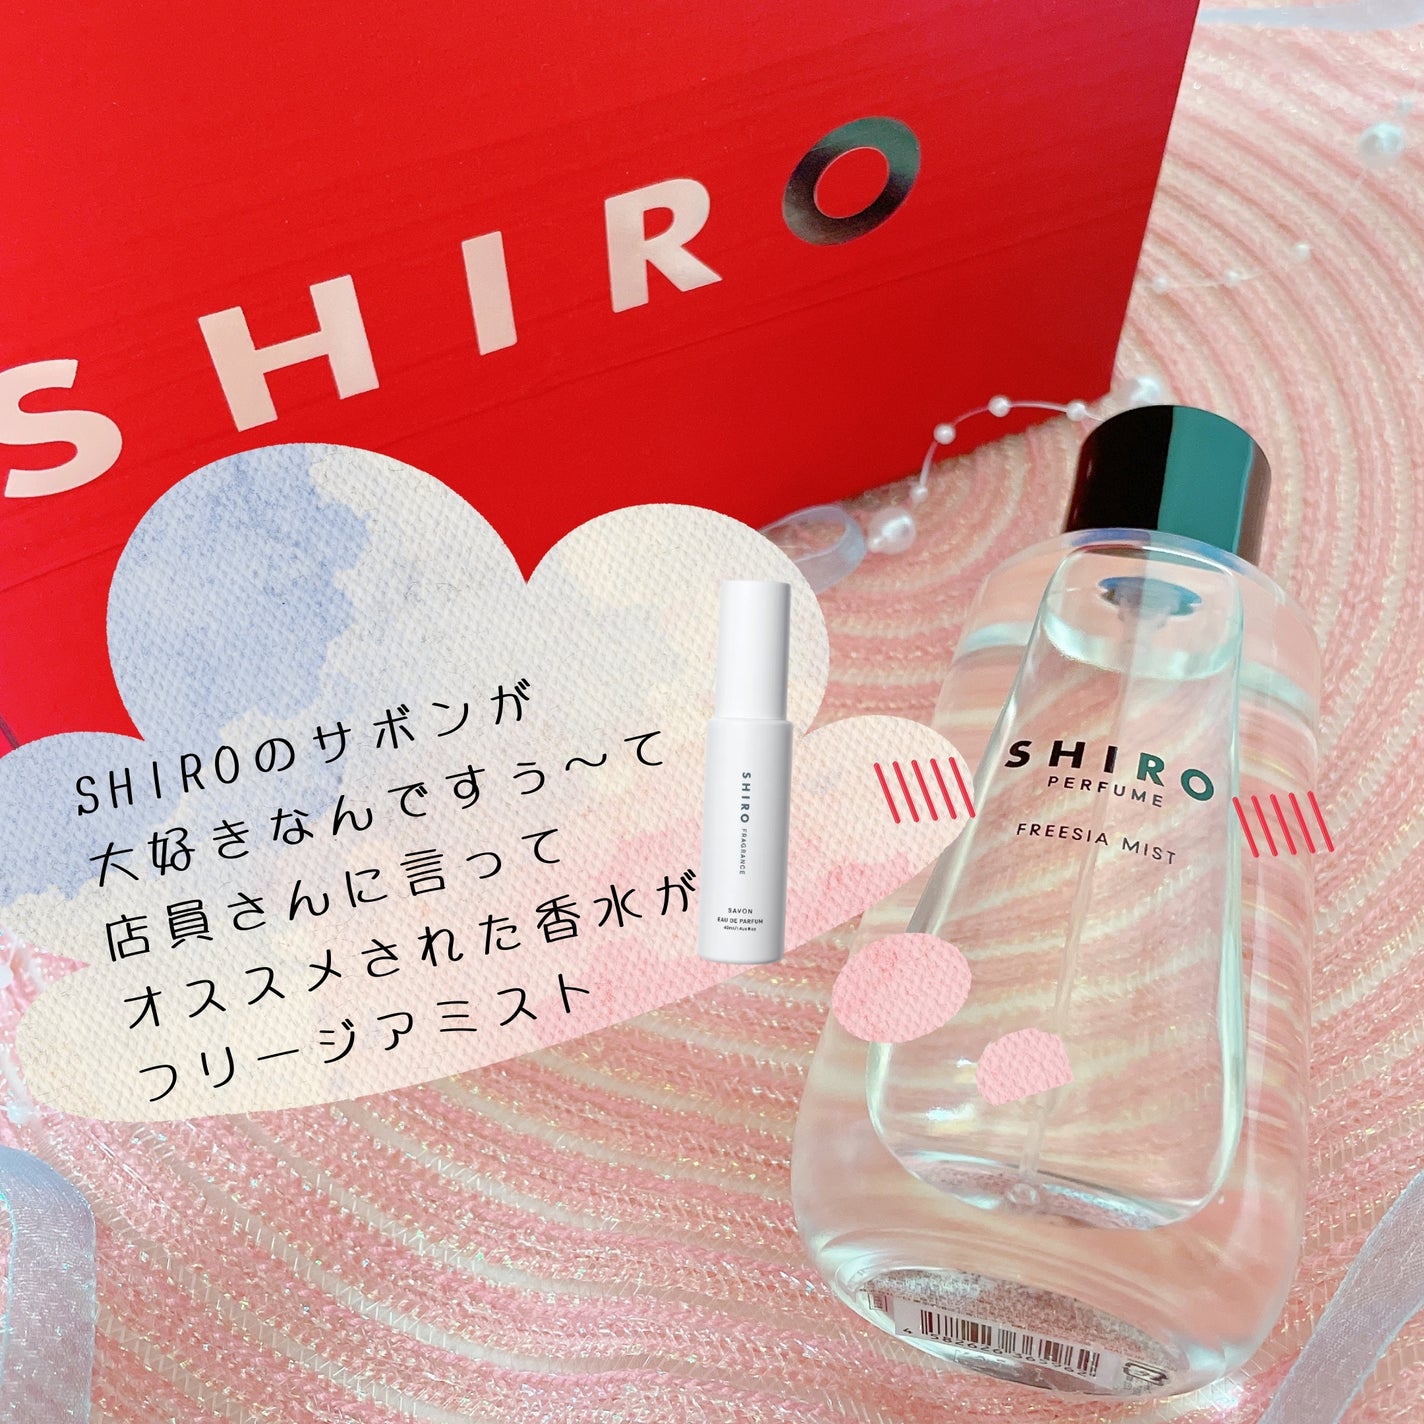 SHIRO
SHIROのサボンが
大好きなんですぅ〜て
店員さんに言って
オススメされた香水が
フリージアミスト
SHIRO FRAGRANCE
SAVON
EAU DE PARFUM
SHIRO
PERFUME
FREESIA MIST